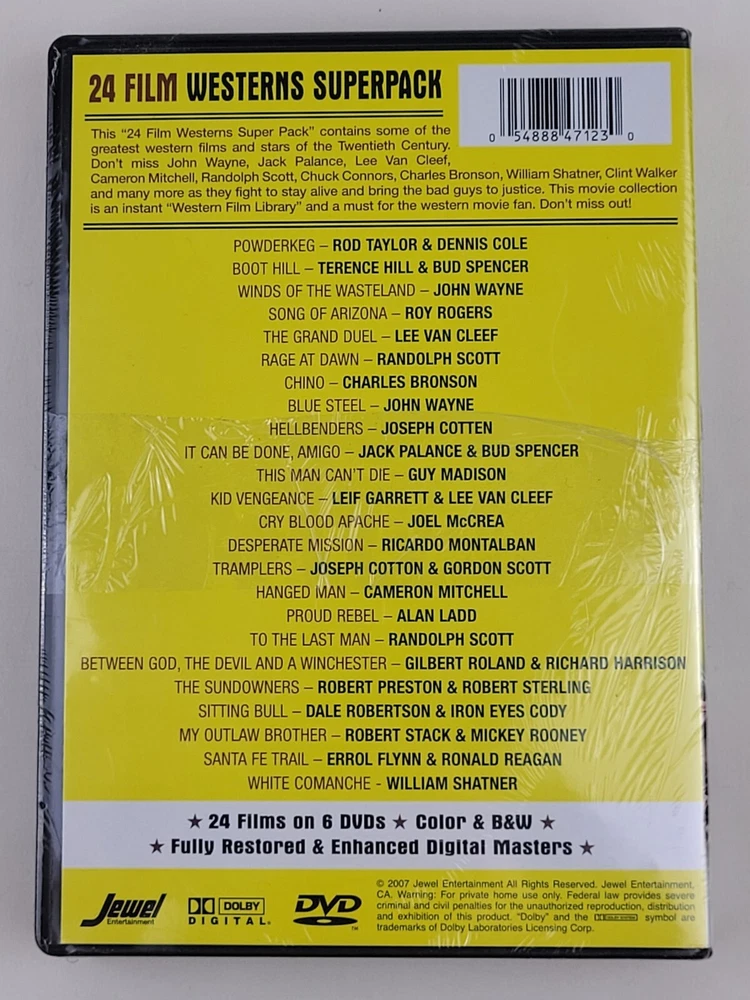 24 FILM WESTERNS SUPERPACK
0 54888 47123 0
This “24 Film Westerns Super Pack” contains some of the
greatest western films and stars of the Twentieth Century.
Don't miss John Wayne, Jack Palance, Lee Van Cleef,
Cameron Mitchell, Randolph Scott, Chuck Connors, Charles Bronson, William Shatner, Clint Walker
and many more as they fight to stay alive and bring the bad guys to justice. This movie collection
is an instant “Western Film Library” and a must for the western movie fan. Don't miss out!
POWDERKEG – ROD TAYLOR & DENNIS COLE
BOOT HILL – TERENCE HILL & BUD SPENCER
WINDS OF THE WASTELAND – JOHN WAYNE
SONG OF ARIZONA – ROY ROGERS
THE GRAND DUEL – LEE VAN CLEEF
RAGE AT DAWN – RANDOLPH SCOTT
CHINO – CHARLES BRONSON
BLUE STEEL – JOHN WAYNE
HELLBENDERS – JOSEPH COTTEN
IT CAN BE DONE, AMIGO – JACK PALANCE & BUD SPENCER
THIS MAN CAN'T DIE – GUY MADISON
KID VENGEANCE – LEIF GARRETT & LEE VAN CLEEF
CRY BLOOD APACHE – JOEL McCREA
DESPERATE MISSION – RICARDO MONTALBAN
TRAMPLERS – JOSEPH COTTON & GORDON SCOTT
HANGED MAN – CAMERON MITCHELL
PROUD REBEL – ALAN LADD
TO THE LAST MAN – RANDOLPH SCOTT
BETWEEN GOD, THE DEVIL AND A WINCHESTER – GILBERT ROLAND & RICHARD HARRISON
THE SUNDOWNERS – ROBERT PRESTON & ROBERT STERLING
SITTING BULL – DALE ROBERTSON & IRON EYES CODY
MY OUTLAW BROTHER – ROBERT STACK & MICKEY ROONEY
SANTA FE TRAIL – ERROL FLYNN & RONALD REAGAN
WHITE COMANCHE - WILLIAM SHATNER
★ 24 Films on 6 DVDs ★ Color & B&W ★
★ Fully Restored & Enhanced Digital Masters ★
Jewel
Entertainment
DOLBY
DIGITAL
DVD
TM
© 2007 Jewel Entertainment All Rights Reserved. Jewel Entertainment,
CA. Warning: For private home use only. Federal law provides severe
criminal and civil penalties for the unauthorized reproduction, distribution
and exhibition of this product. "Dolby" and the symbol are
trademarks of Dolby Laboratories Licensing Corp.